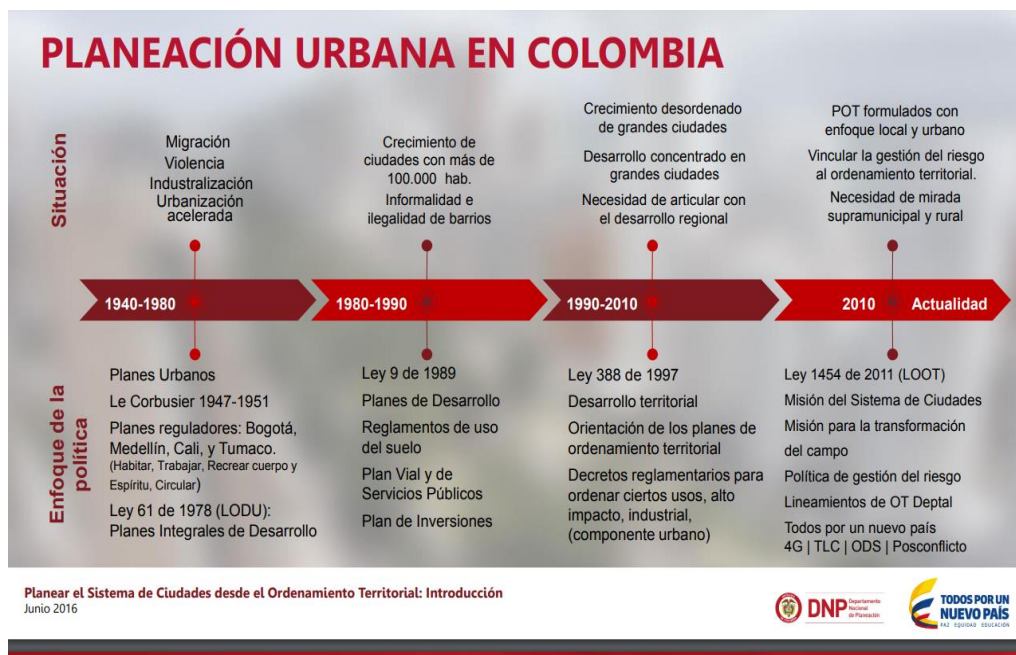 PLANEACIÓN URBANA EN COLOMBIA
Situación
Migración
Violencia
Industralización
Urbanización
acelerada
Crecimiento de
ciudades con más de
100.000 hab.
Informalidad e
ilegalidad de barrios
Crecimiento desordenado
de grandes ciudades
Desarrollo concentrado en
grandes ciudades
Necesidad de articular con
el desarrollo regional
POT formulados con
enfoque local y urbano
Vincular la gestión del riesgo
al ordenamiento territorial.
Necesidad de mirada
supramunicipal y rural
1940-1980
1980-1990
1990-2010
2010 Actualidad
Enfoque de la
política
Planes Urbanos
Le Corbusier 1947-1951
Planes reguladores: Bogotá,
Medellín, Cali, y Tumaco.
(Habitar, Trabajar, Recrear cuerpo y
Espíritu, Circular)
Ley 61 de 1978 (LODU):
Planes Integrales de Desarrollo
Ley 9 de 1989
Planes de Desarrollo
Reglamentos de uso
del suelo
Plan Vial y de
Servicios Públicos
Plan de Inversiones
Ley 388 de 1997
Desarrollo territorial
Orientación de los planes de
ordenamiento territorial
Decretos reglamentarios para
ordenar ciertos usos, alto
impacto, industrial,
(componente urbano)
Ley 1454 de 2011 (LOOT)
Misión del Sistema de Ciudades
Misión para la transformación
del campo
Política de gestión del riesgo
Lineamientos de OT Deptal
Todos por un nuevo país
4G | TLC | ODS | Posconflicto
Planear el Sistema de Ciudades desde el Ordenamiento Territorial: Introducción
Junio 2016
DNP
Departamento
Nacional
de Planeación
TODOS POR UN
NUEVO PAÍS
PAZ EQUIDAD EDUCACIÓN